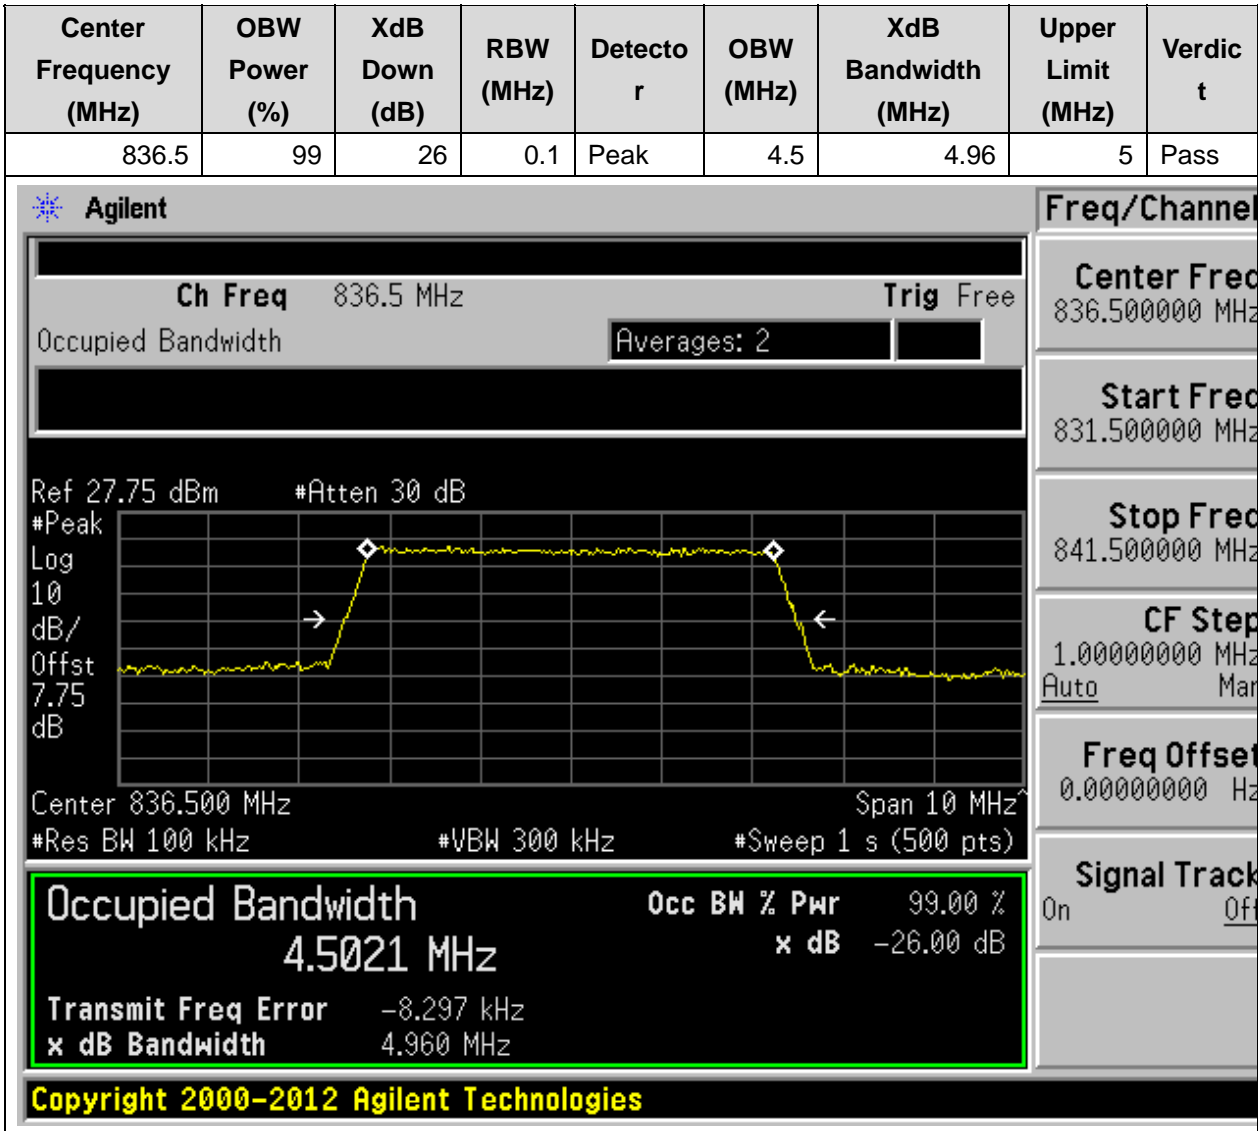 Center Frequency (MHz) OBW Power (%) XdB Down (dB) RBW (MHz) Detecto r OBW (MHz) XdB Bandwidth (MHz) Upper Limit (MHz) Verdic t
836.5 99 26 0.1 Peak 4.5 4.96 5 Pass
Agilent
Freq/Channel
Ch Freq 836.5 MHz Trig Free
Occupied Bandwidth Averages: 2
Center Freq
836.500000 MHz
Start Freq
831.500000 MHz
Stop Freq
841.500000 MHz
CF Step
1.00000000 MHz
Auto Man
Freq Offset
0.00000000 Hz
Signal Track
On Off
Ref 27.75 dBm #Atten 30 dB
#Peak
Log
10
dB/
Offst
7.75
dB
Center 836.500 MHz Span 10 MHz^
#Res BW 100 kHz #VBW 300 kHz #Sweep 1 s (500 pts)
Occupied Bandwidth
4.5021 MHz
Occ BW % Pwr 99.00 %
x dB -26.00 dB
Transmit Freq Error -8.297 kHz
x dB Bandwidth 4.960 MHz
Copyright 2000-2012 Agilent Technologies